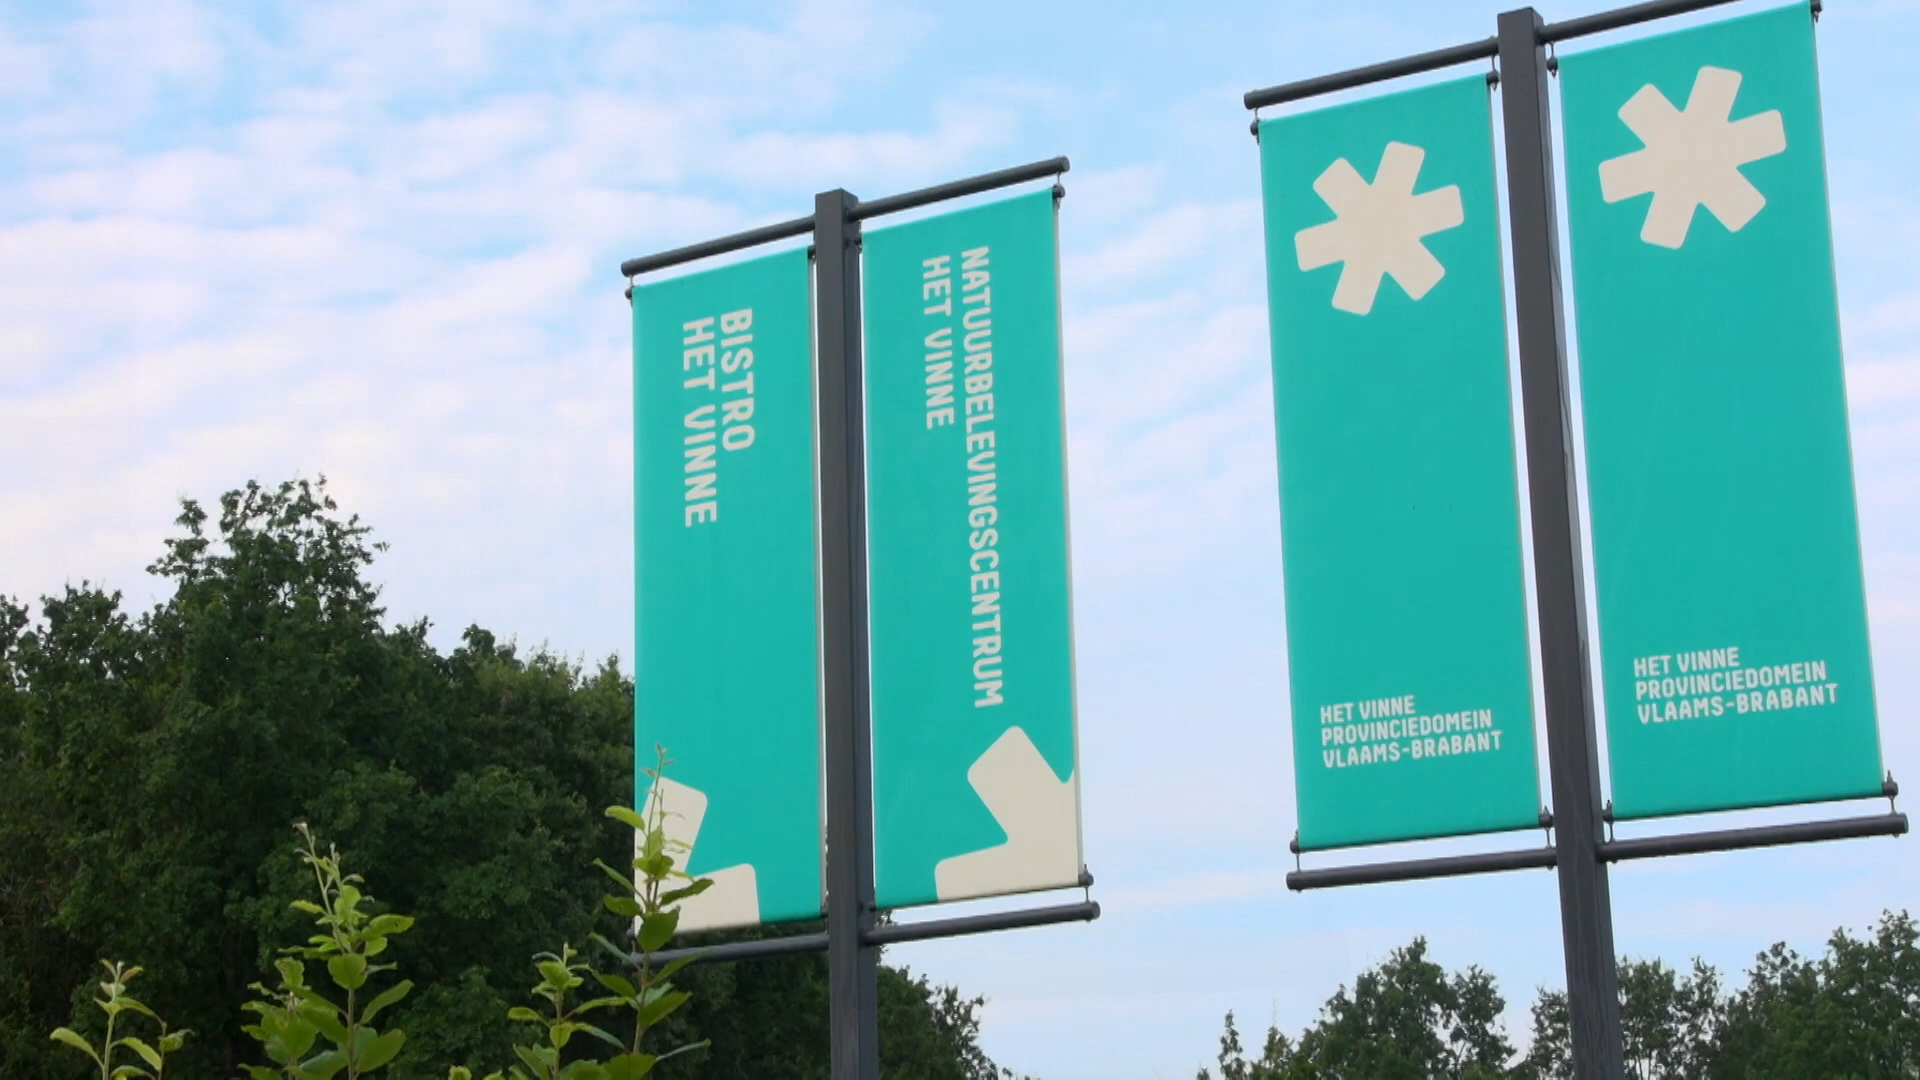 BISTRO
HET VINNE
NATUURBELEVINGSCENTRUM
HET VINNE
HET VINNE
PROVINCIEDOMEIN
VLAAMS-BRABANT
HET VINNE
PROVINCIEDOMEIN
VLAAMS-BRABANT